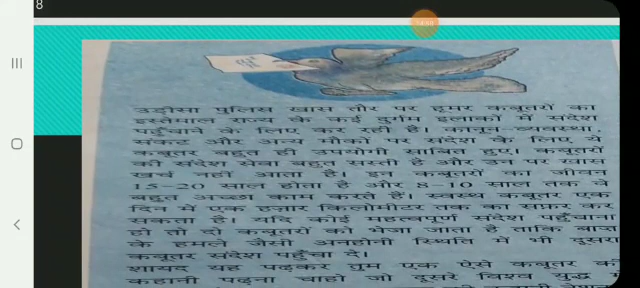 8
उड़ीसा पुलिस खास तौर पर हूमर कबूतरों का
इस्तेमाल राज्य के कई दुर्गम इलाकों में संदेश
पहुँचाने के लिए कर रही है। कानून-व्यवस्था,
संकट और अन्य मौकों पर संदेश के लिए ये
कबूतर बहुत ही उपयोगी साबित हुए। कबूतरों
की संदेश सेवा बहुत सस्ती है और इन पर खास
खर्च नहीं आता है। इन कबूतरों का जीवन
15-20 साल होता है और 8-10 साल तक वे
बहुत अच्छा काम करते हैं। स्वस्थ कबूतर एक
दिन में एक हज़ार किलोमीटर तक का सफ़र कर
सकता है। यदि कोई महत्वपूर्ण संदेश पहुँचाना
हो तो दो कबूतरों को भेजा जाता है ताकि बाज़
के हमले जैसी अनहोनी स्थिति में भी दूसरा
कबूतर संदेश पहुँचा दे।
शायद यह पढ़कर तुम एक ऐसे कबूतर की
कहानी पढ़ना चाहो जो दूसरे विश्व युद्ध में